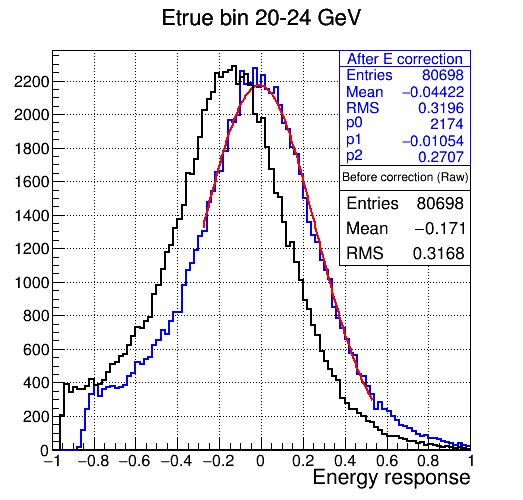 Etrue bin 20-24 GeV
After E correction
Entries 80698
Mean −0.04422
RMS 0.3196
p0 2174
p1 −0.01054
p2 0.2707
Before correction (Raw)
Entries 80698
Mean −0.171
RMS 0.3168
2200
2000
1800
1600
1400
1200
1000
800
600
400
200
0
−1 −0.8 −0.6 −0.4 −0.2 0 0.2 0.4 0.6 0.8 1
Energy response